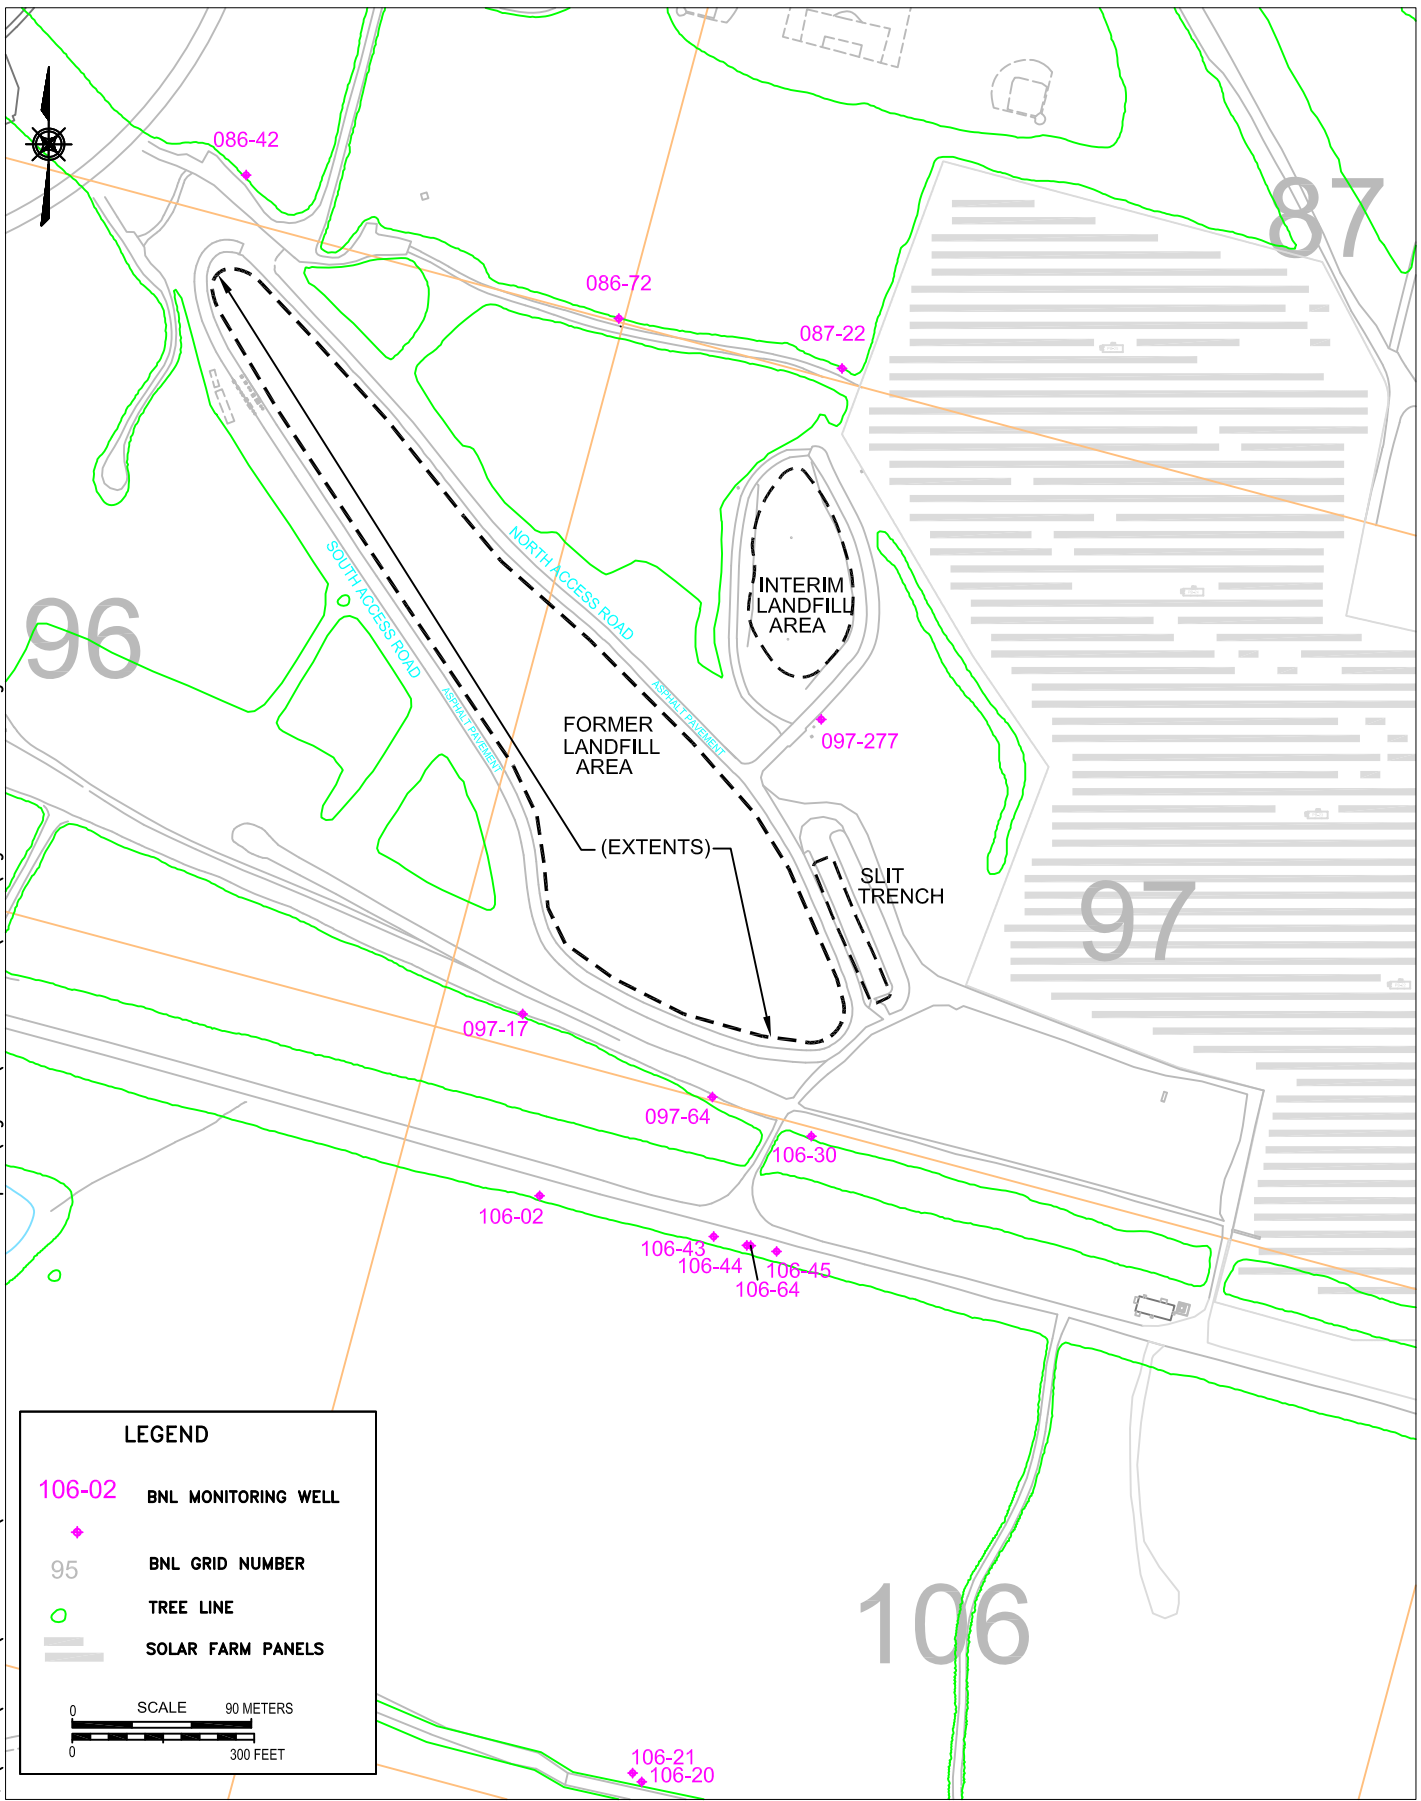 086-42
87
086-72
087-22
NORTH ACCESS ROAD
SOUTH ACCESS ROAD
INTERIM
LANDFILL
AREA
96
ASPHALT PAVEMENT
ASPHALT PAVEMENT
FORMER
LANDFILL
AREA
097-277
(EXTENTS)
SLIT
TRENCH
97
097-17
097-64
106-30
106-02
106-43
106-44
106-45
106-64
LEGEND
106-02 BNL MONITORING WELL
95 BNL GRID NUMBER
TREE LINE
SOLAR FARM PANELS
106
0 SCALE 90 METERS
0 300 FEET
106-21
106-20